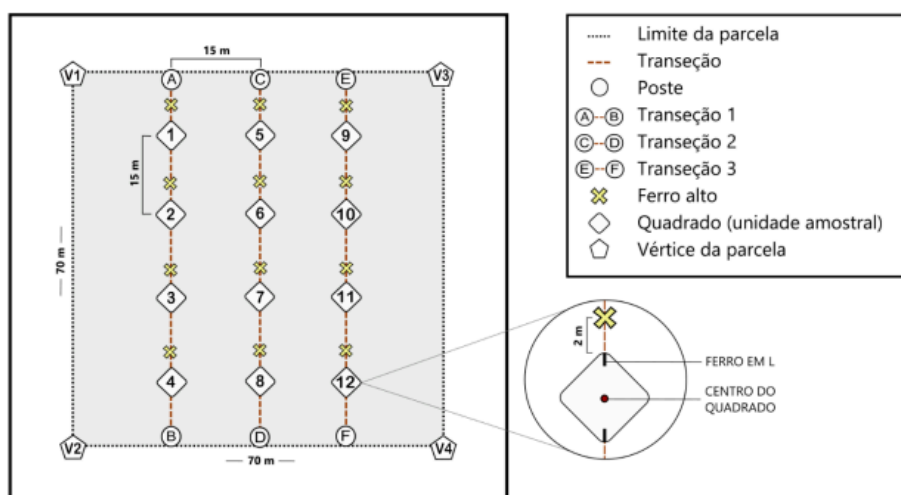 15 m
V1
A
C
E
V3
1
5
9
15 m
2
6
10
70 m
3
7
11
4
8
12
V2
B
D
F
V4
70 m
Limite da parcela
Transeção
Poste
A B Transeção 1
C D Transeção 2
E F Transeção 3
Ferro alto
Quadrado (unidade amostral)
Vértice da parcela
2 m
FERRO EM L
CENTRO DO
QUADRADO